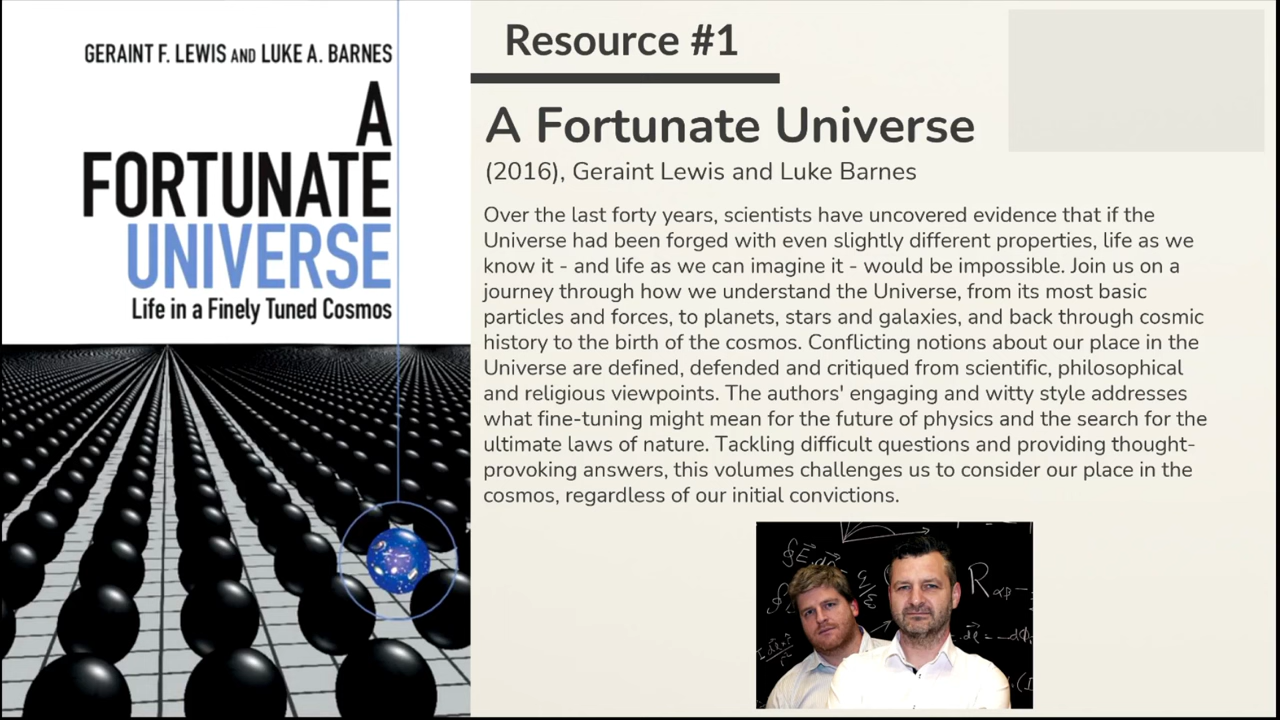 GERAINT F. LEWIS AND LUKE A. BARNES
A
FORTUNATE
UNIVERSE
Life in a Finely Tuned Cosmos
Resource #1
A Fortunate Universe
(2016), Geraint Lewis and Luke Barnes
Over the last forty years, scientists have uncovered evidence that if the
Universe had been forged with even slightly different properties, life as we
know it - and life as we can imagine it - would be impossible. Join us on a
journey through how we understand the Universe, from its most basic
particles and forces, to planets, stars and galaxies, and back through cosmic
history to the birth of the cosmos. Conflicting notions about our place in the
Universe are defined, defended and critiqued from scientific, philosophical
and religious viewpoints. The authors' engaging and witty style addresses
what fine-tuning might mean for the future of physics and the search for the
ultimate laws of nature. Tackling difficult questions and providing thought-
provoking answers, this volumes challenges us to consider our place in the
cosmos, regardless of our initial convictions.